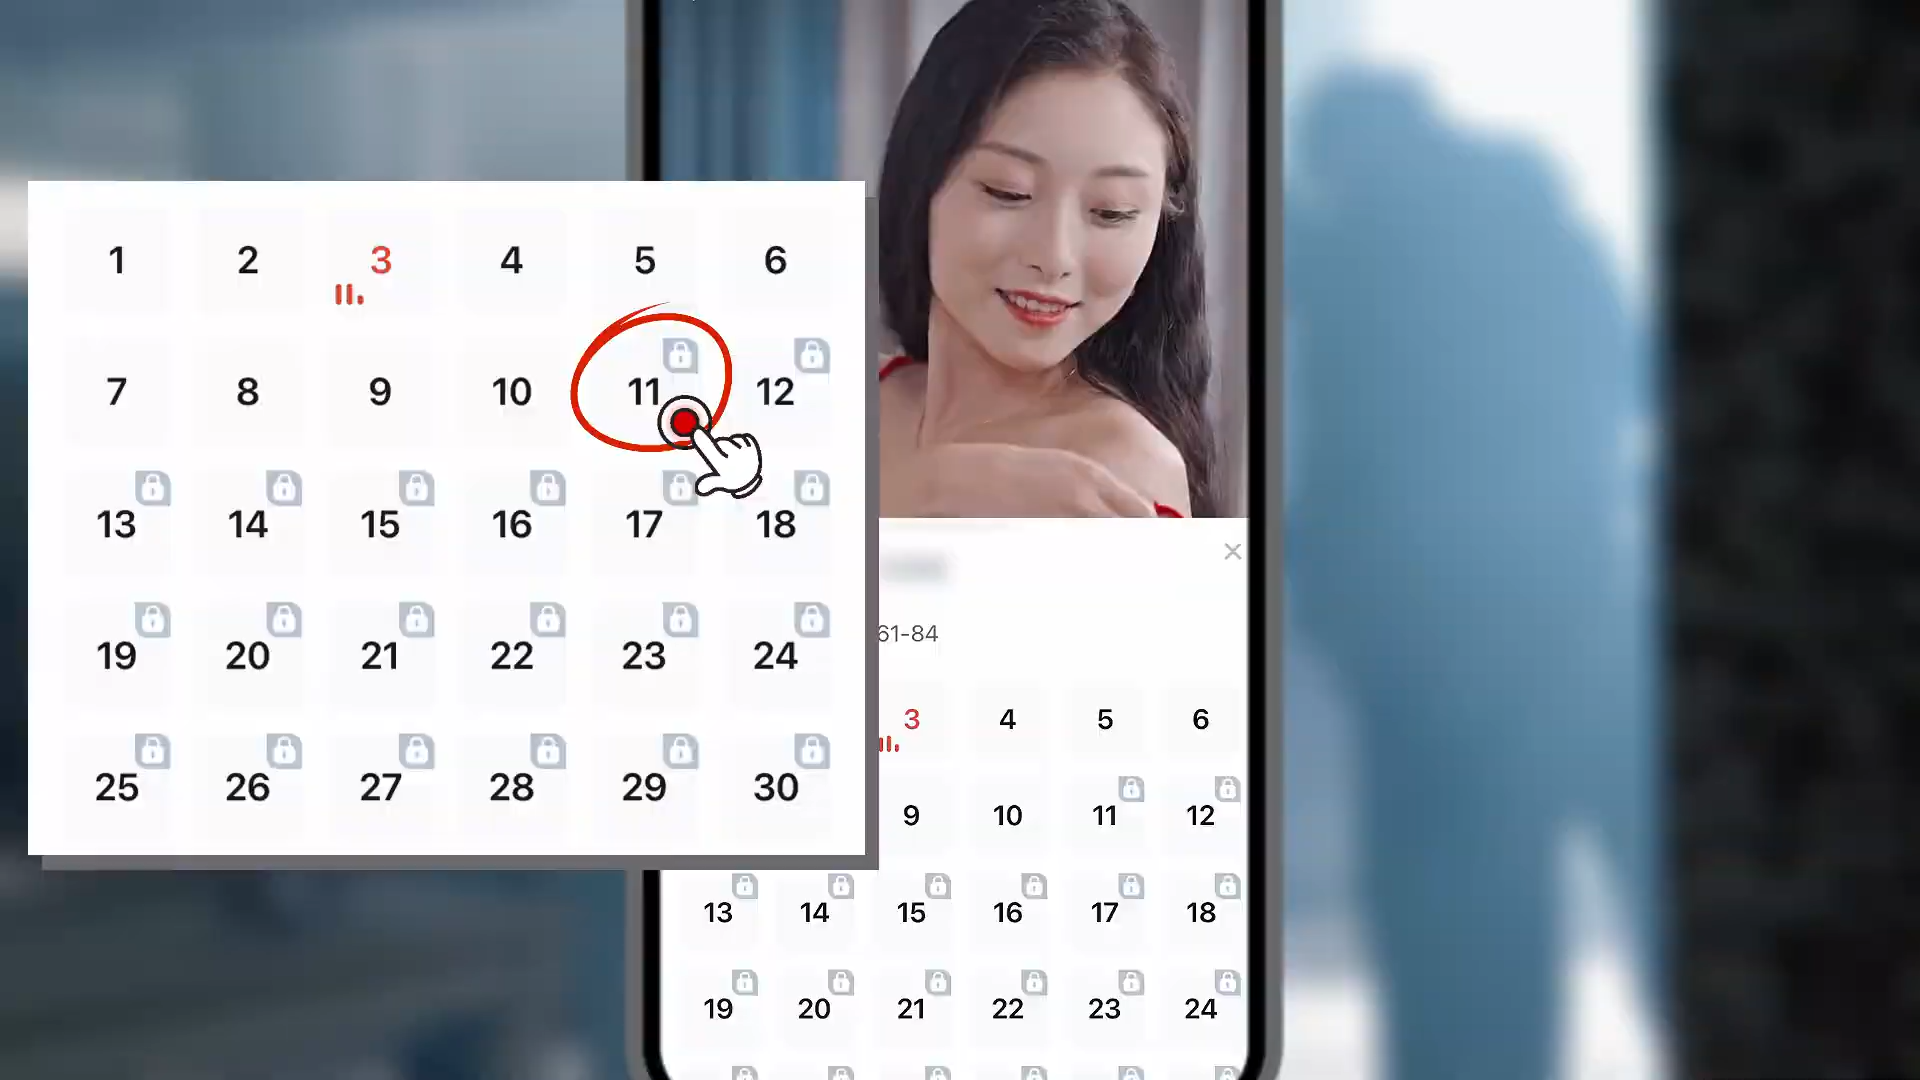 1 2 3 4 5 6
7 8 9 10 11 12
13 14 15 16 17 18
19 20 21 22 23 24
25 26 27 28 29 30
61-84
3 4 5 6
9 10 11 12
13 14 15 16 17 18
19 20 21 22 23 24